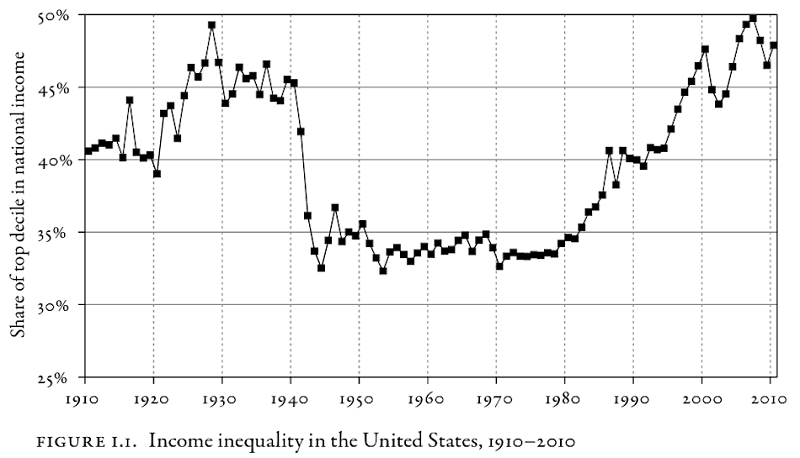 50%
45%
40%
35%
30%
25%
Share of top decile in national income
1910 1920 1930 1940 1950 1960 1970 1980 1990 2000 2010
FIGURE I.1. Income inequality in the United States, 1910–2010